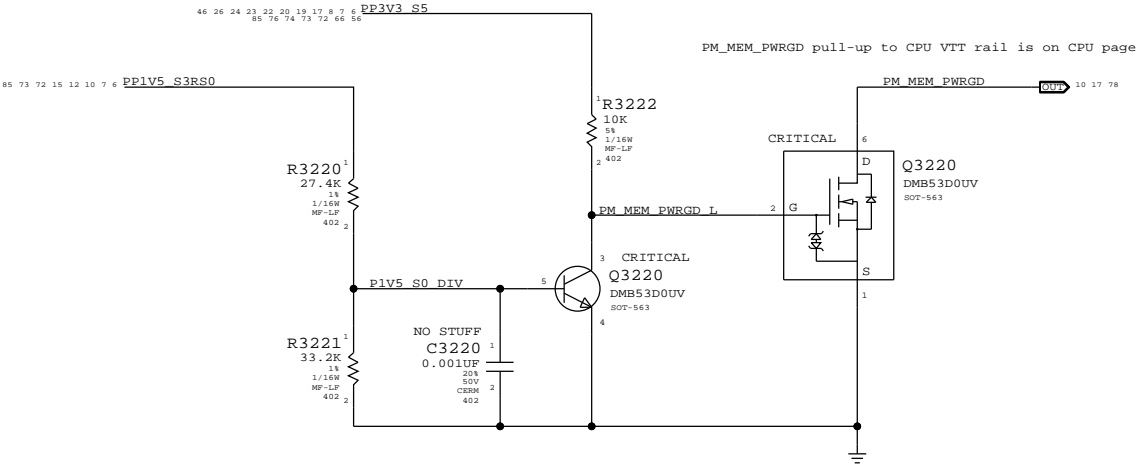 46 26 24 23 22 20 19 17 8 7 6 PP3V3_S5
85 76 74 73 72 66 56
PM_MEM_PWRGD pull-up to CPU VTT rail is on CPU page
85 73 72 15 12 10 7 6 PP1V5_S3RS0
PM_MEM_PWRGD
OUT 10 17 78
1
R3222
10K
5%
1/16W
MF-LF
402
2
CRITICAL
6
D
Q3220
DMB53D0UV
SOT-563
2
G
S
1
R3220
1
27.4K
1%
1/16W
MF-LF
402
2
PM_MEM_PWRGD_L
3
CRITICAL
Q3220
DMB53D0UV
SOT-563
5
4
P1V5_S0_DIV
NO STUFF
C3220
1
0.001UF
20%
50V
CERM
402
2
R3221
1
33.2K
1%
1/16W
MF-LF
402
2